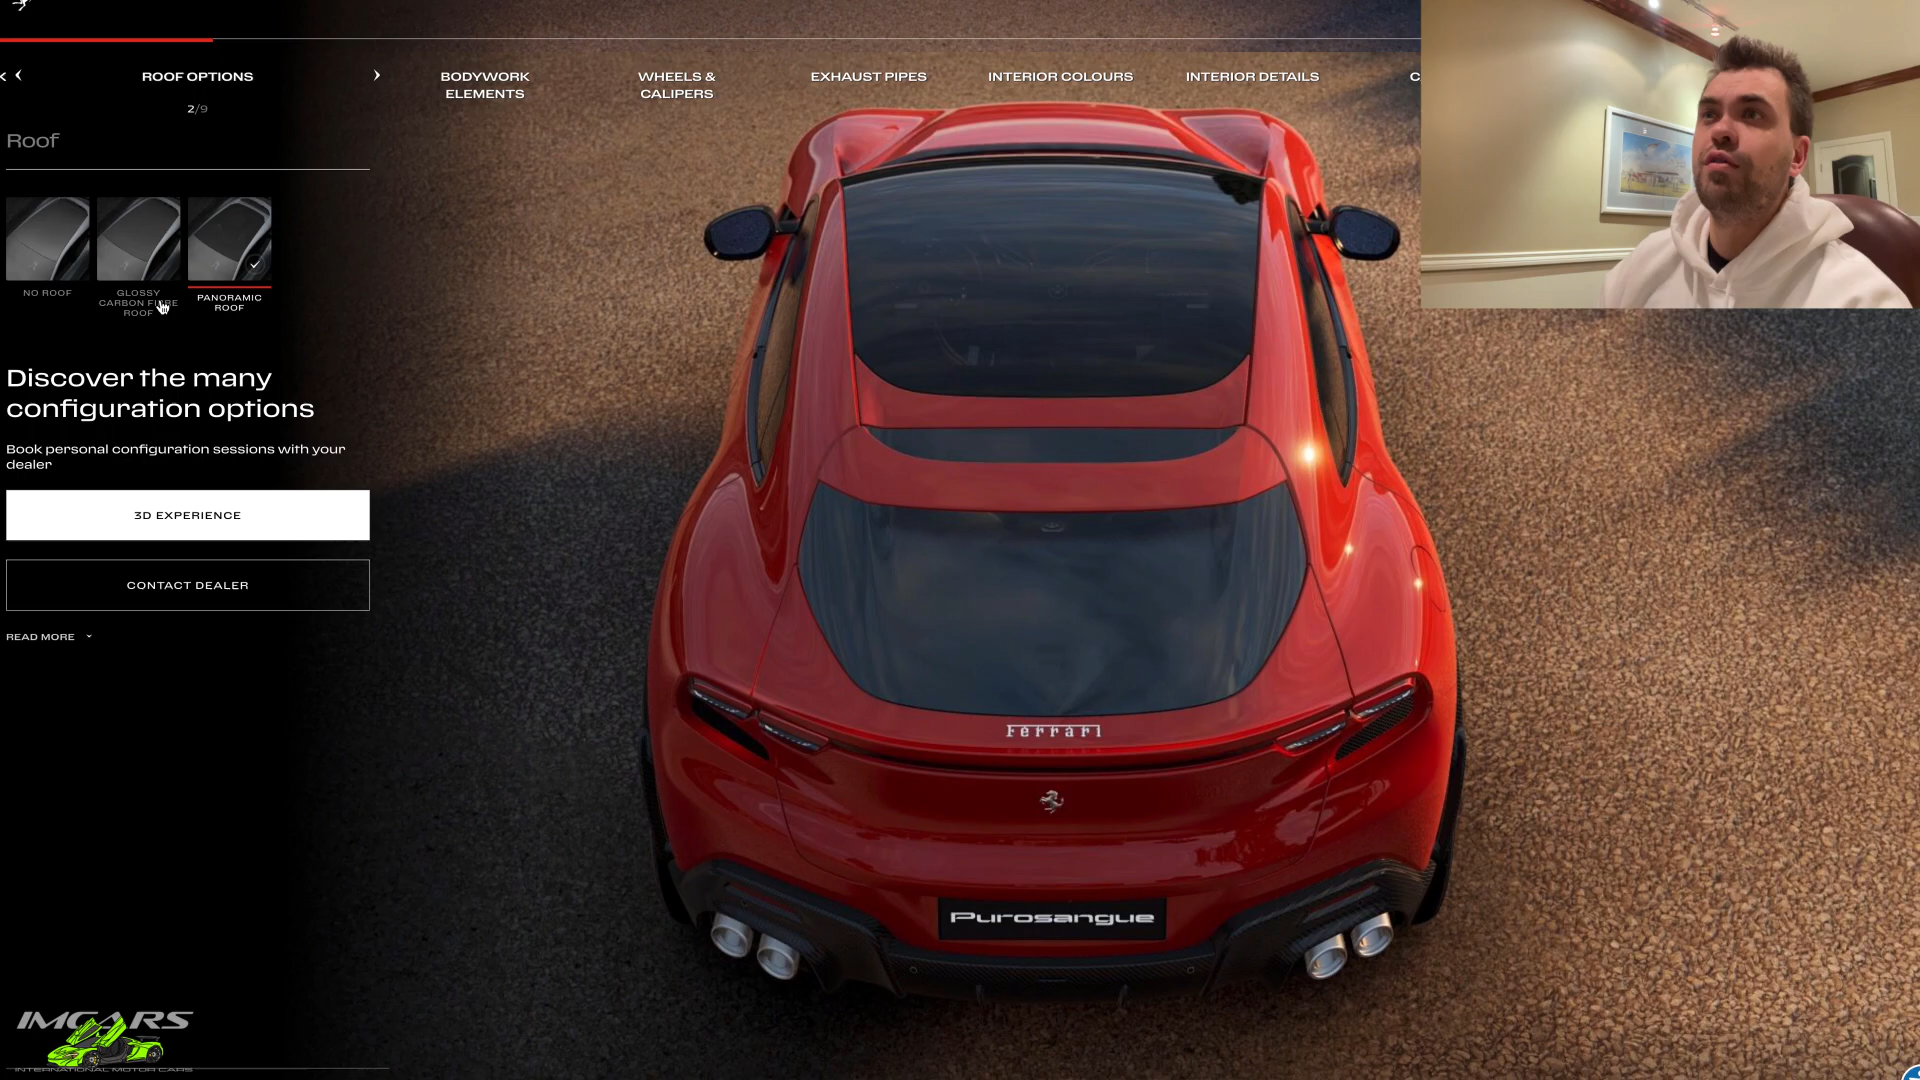 ROOF OPTIONS
2/9
BODYWORK
ELEMENTS
WHEELS &
CALIPERS
EXHAUST PIPES
INTERIOR COLOURS
INTERIOR DETAILS
C
Roof
NO ROOF
GLOSSY
CARBON FIBRE
ROOF
PANORAMIC
ROOF
Discover the many
configuration options
Book personal configuration sessions with your
dealer
3D EXPERIENCE
CONTACT DEALER
READ MORE
Ferrari
Purosangue
IMCARS
INTERNATIONAL MOTOR CARS